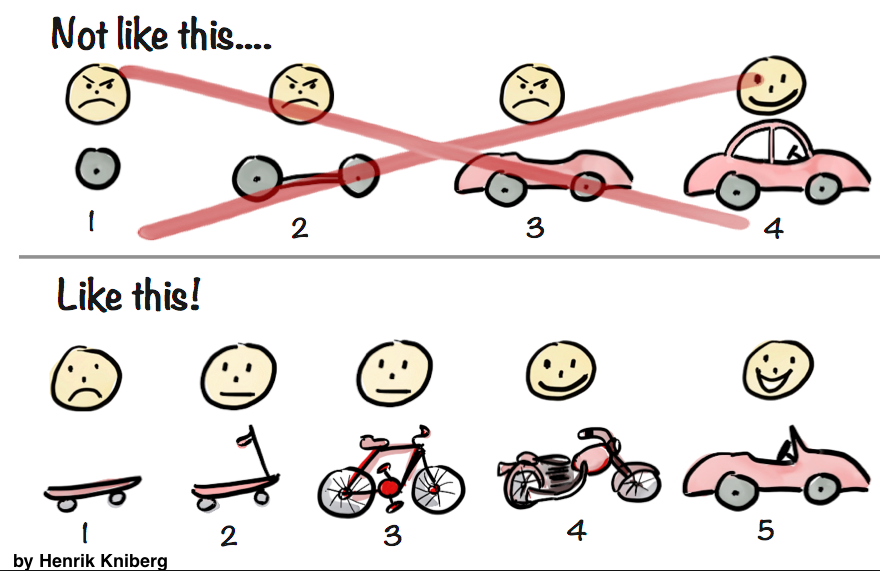 Not like this....
1 2 3 4
Like this!
1 2 3 4 5
by Henrik Kniberg